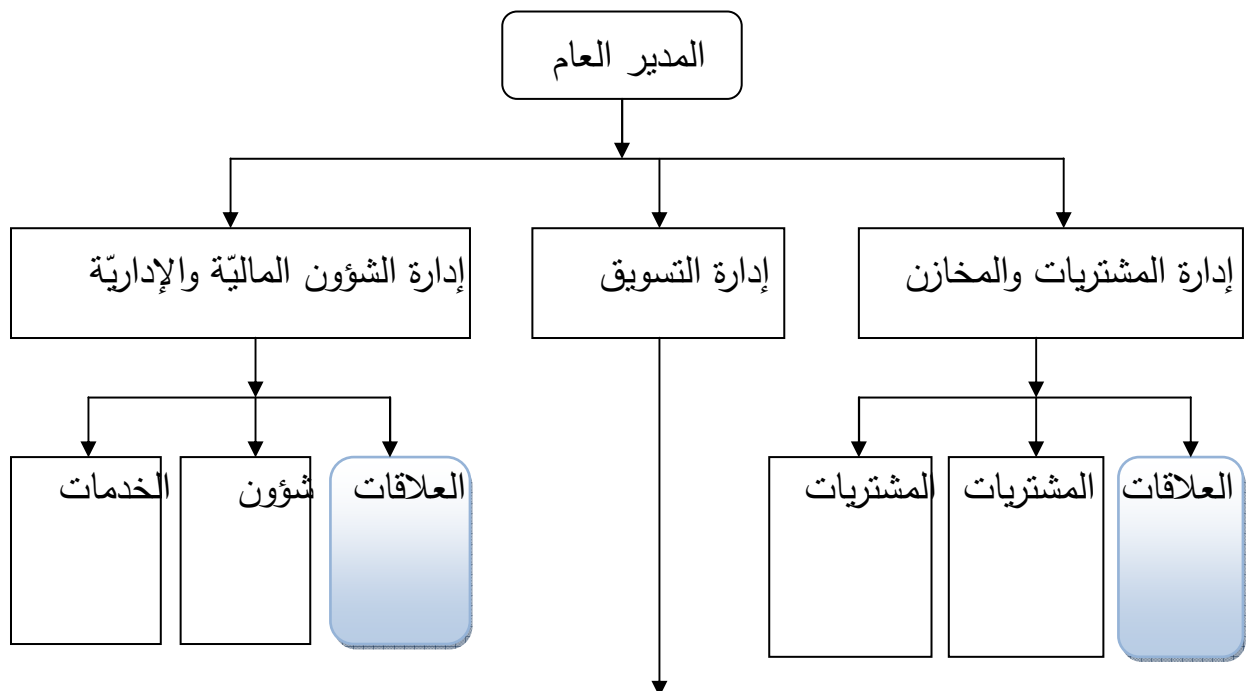 المدير العام
إدارة المشتريات والمخازن
إدارة التسويق
إدارة الشؤون الماليّة والإداريّة
العلاقات
المشتريات
المشتريات
العلاقات
شؤون
الخدمات